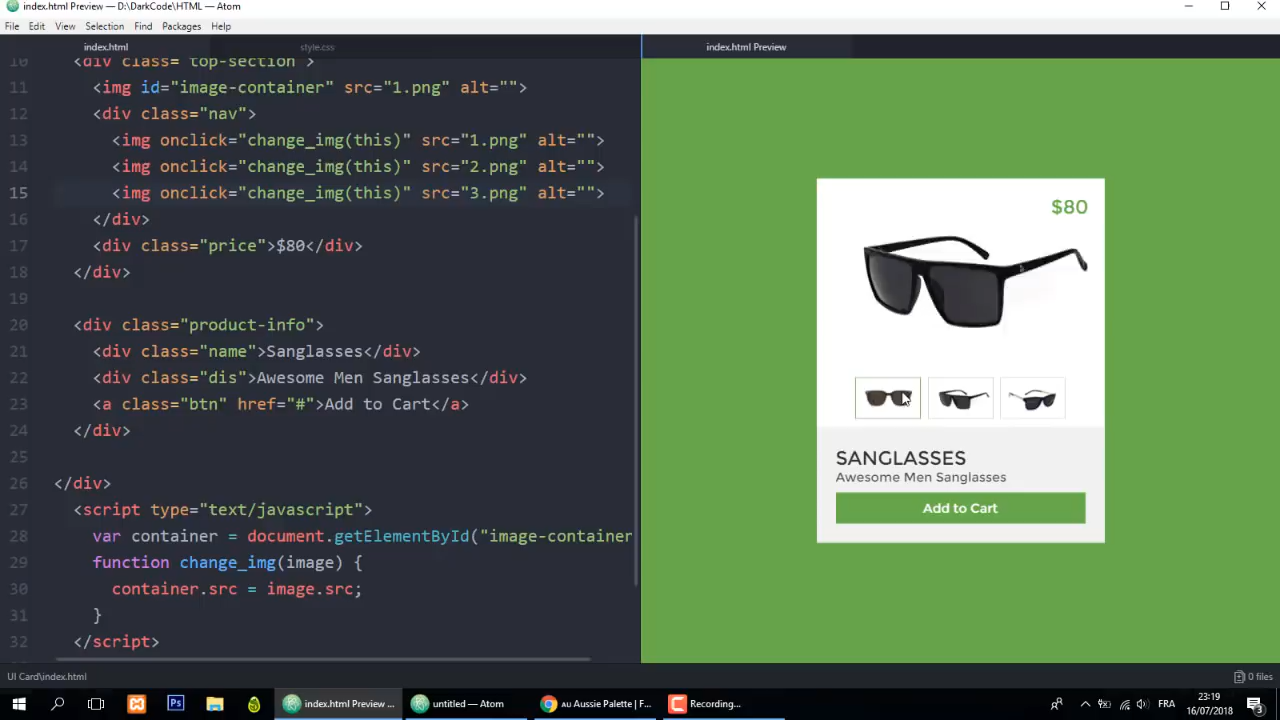 index.html Preview — D:\DarkCode\HTML — Atom
File Edit View Selection Find Packages Help
index.html style.css index.html Preview
10 <div class="top-section">
11 <img id="image-container" src="1.png" alt="">
12 <div class="nav">
13 <img onclick="change_img(this)" src="1.png" alt="">
14 <img onclick="change_img(this)" src="2.png" alt="">
15 <img onclick="change_img(this)" src="3.png" alt="">
16 </div>
17 <div class="price">$80</div>
18 </div>
19
20 <div class="product-info">
21 <div class="name">Sanglasses</div>
22 <div class="dis">Awesome Men Sanglasses</div>
23 <a class="btn" href="#">Add to Cart</a>
24 </div>
25
26 </div>
27 <script type="text/javascript">
28 var container = document.getElementById("image-container
29 function change_img(image) {
30 container.src = image.src;
31 }
32 </script>
$80
SANGLASSES
Awesome Men Sanglasses
Add to Cart
UI Card\index.html 0 files
Ps index.html Preview ... untitled — Atom AU Aussie Palette | F... Recording... FRA 23:19
16/07/2018 3